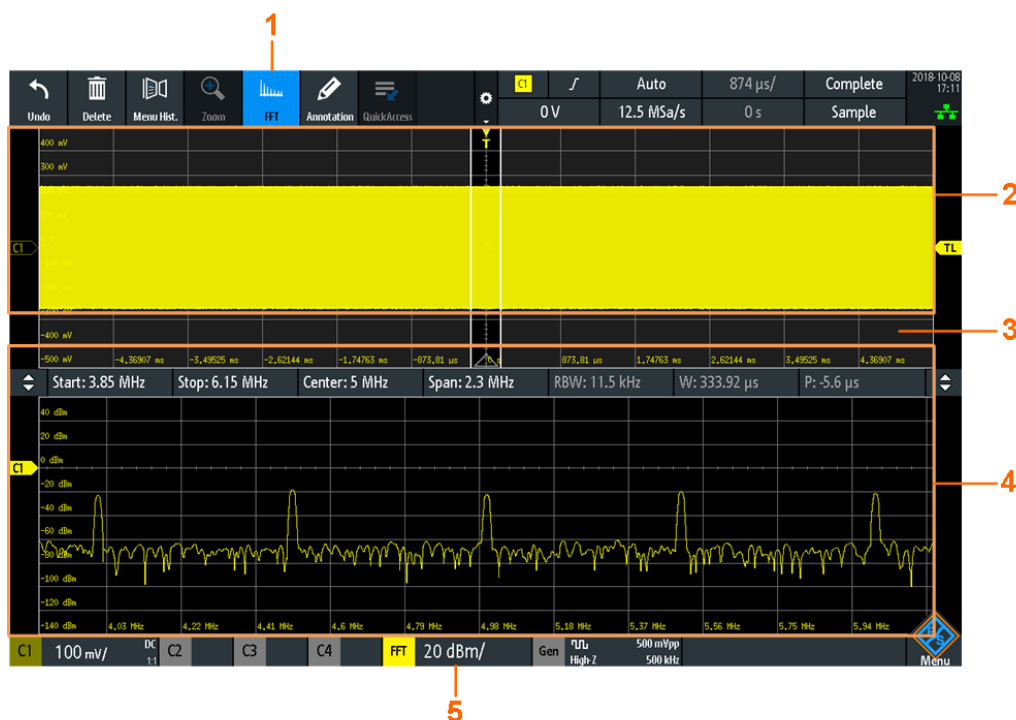 1
Undo
Delete
Menu Hist.
Zoom
FFT
Annotation
QuickAccess
C1
Auto
874 µs/
Complete
2018-10-08
17:11
0 V
12.5 MSa/s
0 s
Sample
T
400 mV
300 mV
2
100 mV
C1
TL
-100 mV
-200 mV
3
-400 mV
-500 mV
-4,36907 ms
-3,49525 ms
-2,62144 ms
-1,74763 ms
-873,81 µs
873,81 µs
1,74763 ms
2,62144 ms
3,49525 ms
4,36907 ms
Start: 3.85 MHz
Stop: 6.15 MHz
Center: 5 MHz
Span: 2.3 MHz
RBW: 11.5 kHz
W: 333.92 µs
P: -5.6 µs
40 dBm
20 dBm
C1
0 dBm
-20 dBm
4
-40 dBm
-60 dBm
-80 dBm
-100 dBm
-120 dBm
-140 dBm
4,03 MHz
4,22 MHz
4,41 MHz
4,6 MHz
4,79 MHz
4,98 MHz
5,18 MHz
5,37 MHz
5,56 MHz
5,75 MHz
5,94 MHz
C1
100 mV/
DC
1:1
C2
C3
C4
FFT
20 dBm/
Gen
High-Z
500 mVpp
500 kHz
Menu
5